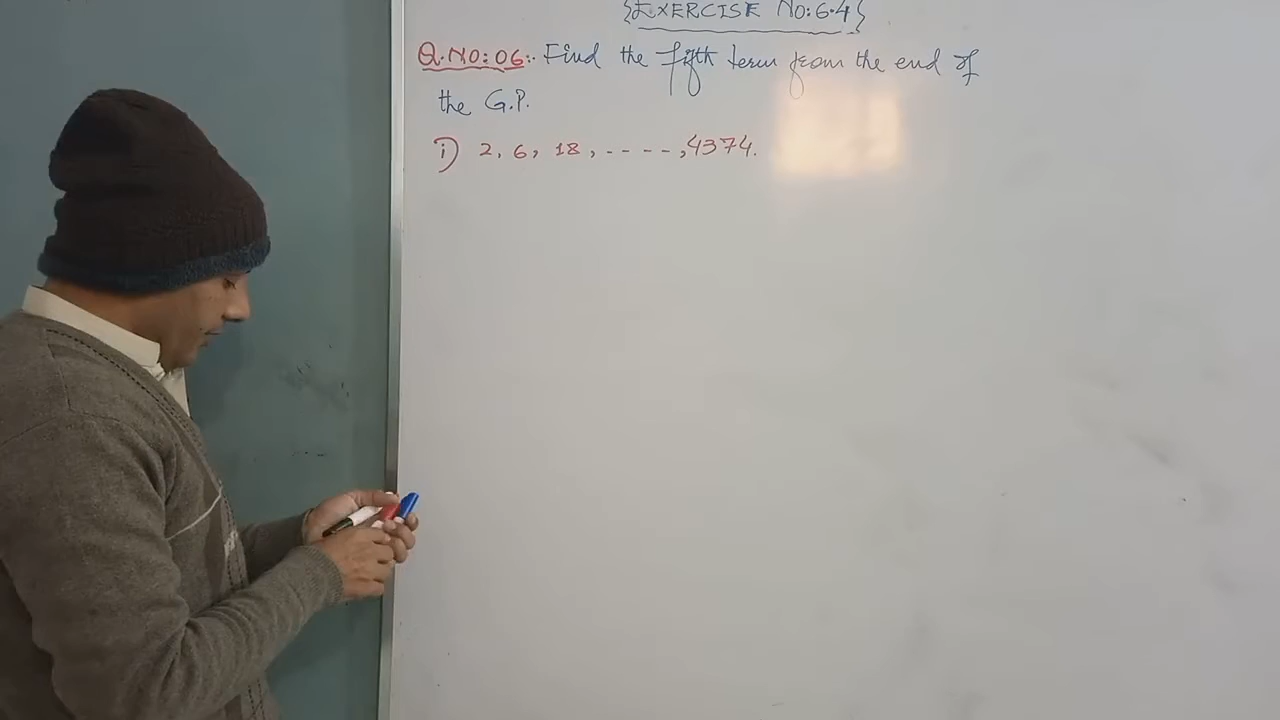 {EXERCISE NO:6.4}
Q.NO:06:- Find the fifth term from the end of
the G.P.
i) 2, 6, 18, - - - - -, 4374.